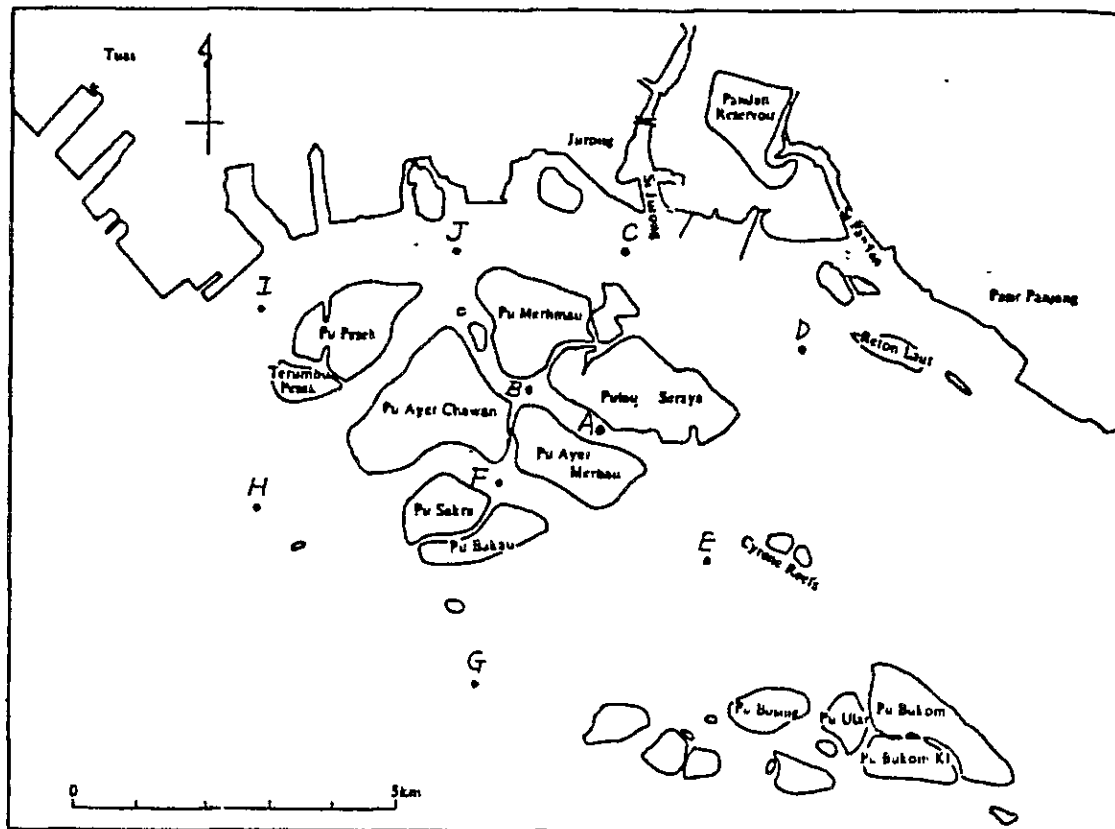 Tuas
Pandan
Reservoir
Jurong
J
C
I
Pasir Panjang
Pu Merlimau
Pu Pesek
D
Terumbu
Pesek
B
Pulau Seraya
Pu Ayer Chawan
A
Pu Ayer
Merbau
F
H
Pu Sakra
Pu Bakau
E
Cyrene Reefs
G
Pu Busing
Pu Ular
Pu Bukom
Pu Bukom Kl
0
5km